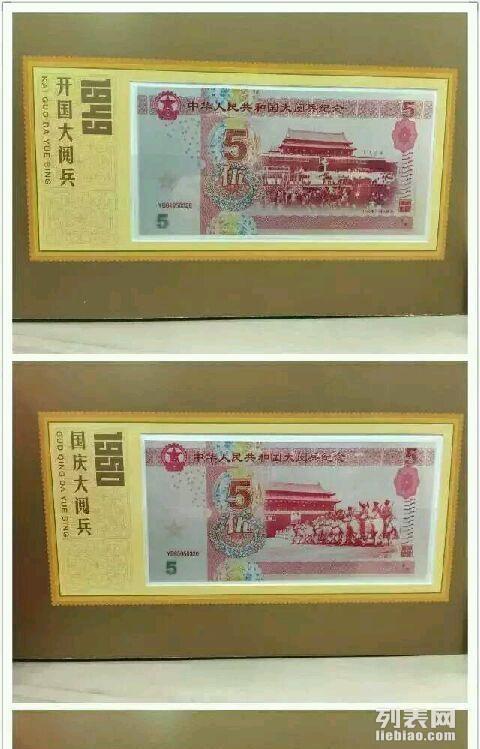 1949
开国大阅兵
KAI GUO DA YUE BING
中华人民共和国大阅兵纪念
5
5
伍
5
1950
国庆大阅兵
GUO QING DA YUE BING
中华人民共和国大阅兵纪念
5
5
伍
5
列表网
liebiao.com